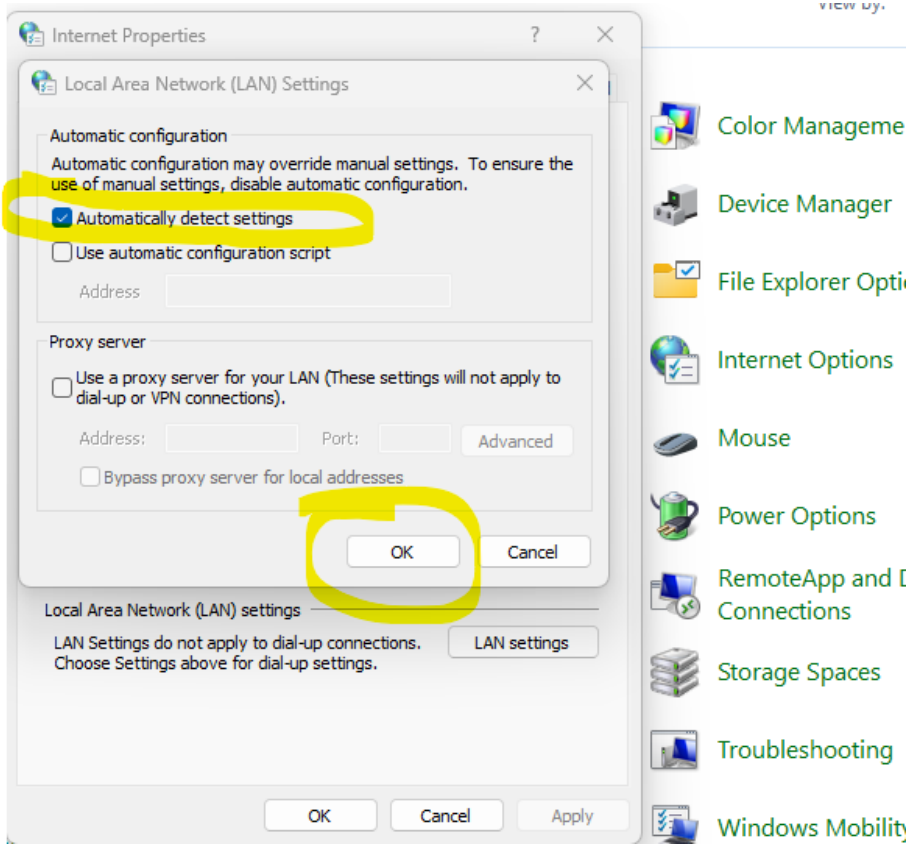 View by:
Internet Properties
?
Local Area Network (LAN) Settings
Automatic configuration
Automatic configuration may override manual settings. To ensure the
use of manual settings, disable automatic configuration.
Automatically detect settings
Use automatic configuration script
Address
Proxy server
Use a proxy server for your LAN (These settings will not apply to
dial-up or VPN connections).
Address:
Port:
Advanced
Bypass proxy server for local addresses
OK
Cancel
Local Area Network (LAN) settings
LAN Settings do not apply to dial-up connections.
Choose Settings above for dial-up settings.
LAN settings
OK
Cancel
Apply
Color Manageme
Device Manager
File Explorer Opti
Internet Options
Mouse
Power Options
RemoteApp and D
Connections
Storage Spaces
Troubleshooting
Windows Mobility